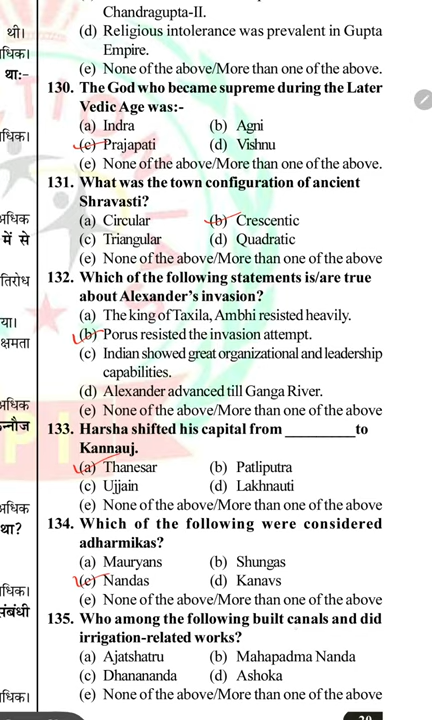 Chandragupta-II.
थी।
(d) Religious intolerance was prevalent in Gupta
Empire.
धिक।
(e) None of the above/More than one of the above.
था:-
130. The God who became supreme during the Later
Vedic Age was:-
(a) Indra (b) Agni
धिक।
(c) Prajapati (d) Vishnu
(e) None of the above/More than one of the above.
131. What was the town configuration of ancient
Shravasti?
अधिक
(a) Circular (b) Crescentic
में से
(c) Triangular (d) Quadratic
(e) None of the above/More than one of the above
तिरोध
132. Which of the following statements is/are true
about Alexander's invasion?
या।
(a) The king of Taxila, Ambhi resisted heavily.
क्षमता
(b) Porus resisted the invasion attempt.
(c) Indian showed great organizational and leadership
capabilities.
(d) Alexander advanced till Ganga River.
अधिक
(e) None of the above/More than one of the above
न्नौज
133. Harsha shifted his capital from ________ to
Kannauj.
(a) Thanesar (b) Patliputra
(c) Ujjain (d) Lakhnauti
अधिक
(e) None of the above/More than one of the above
था?
134. Which of the following were considered
adharmikas?
(a) Mauryans (b) Shungas
धिक।
(c) Nandas (d) Kanavs
(e) None of the above/More than one of the above
संबंधी
135. Who among the following built canals and did
irrigation-related works?
(a) Ajatshatru (b) Mahapadma Nanda
(c) Dhanananda (d) Ashoka
धिक।
(e) None of the above/More than one of the above